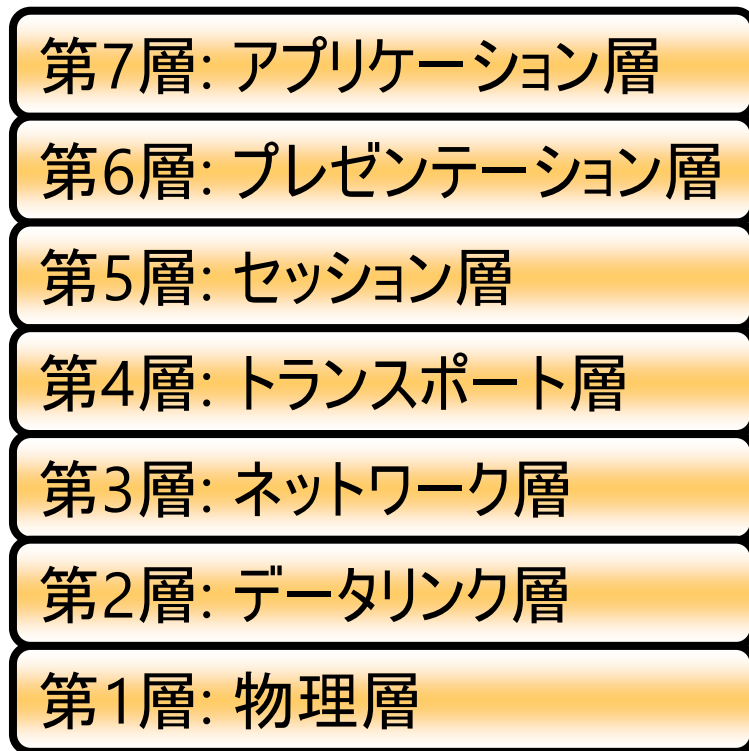 第7層: アプリケーション層
第6層: プレゼンテーション層
第5層: セッション層
第4層: トランスポート層
第3層: ネットワーク層
第2層: データリンク層
第1層: 物理層